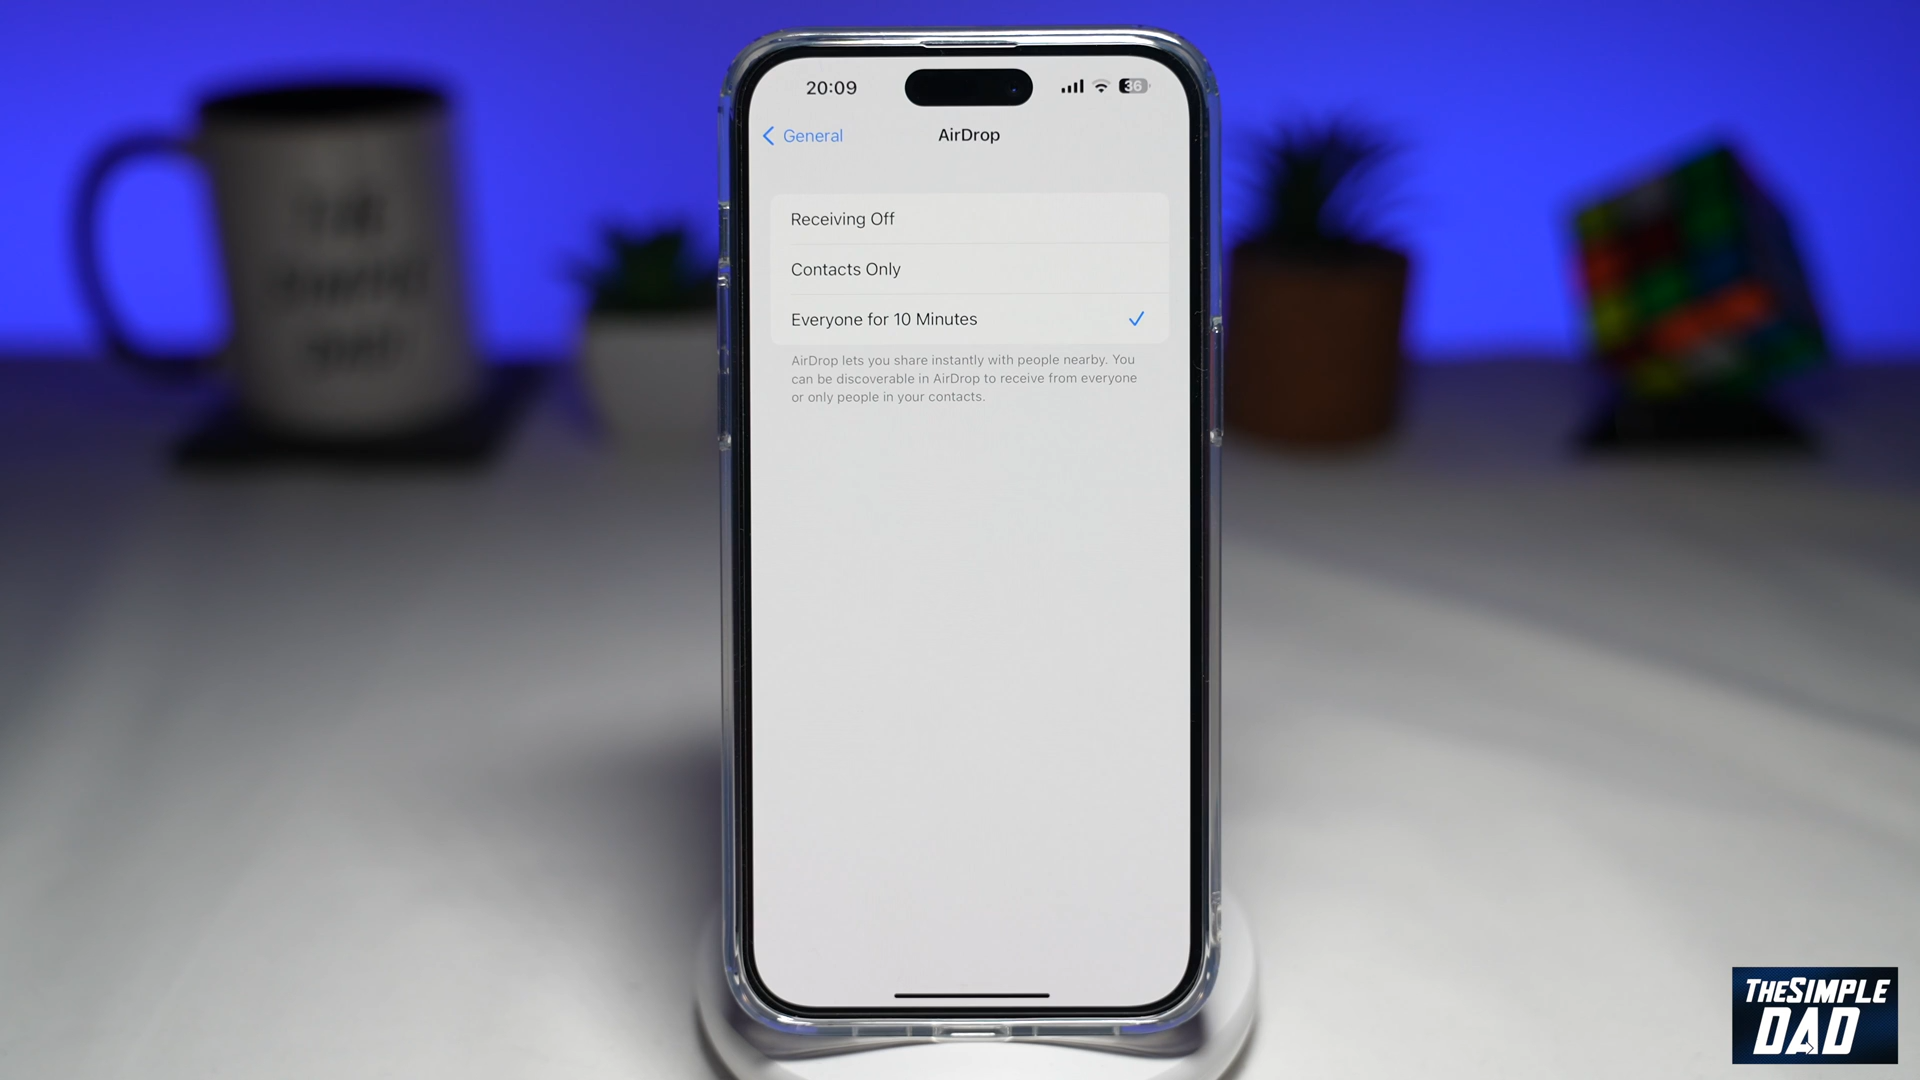 20:09
36
General
AirDrop
Receiving Off
Contacts Only
Everyone for 10 Minutes
AirDrop lets you share instantly with people nearby. You
can be discoverable in AirDrop to receive from everyone
or only people in your contacts.
THESIMPLE
DAD